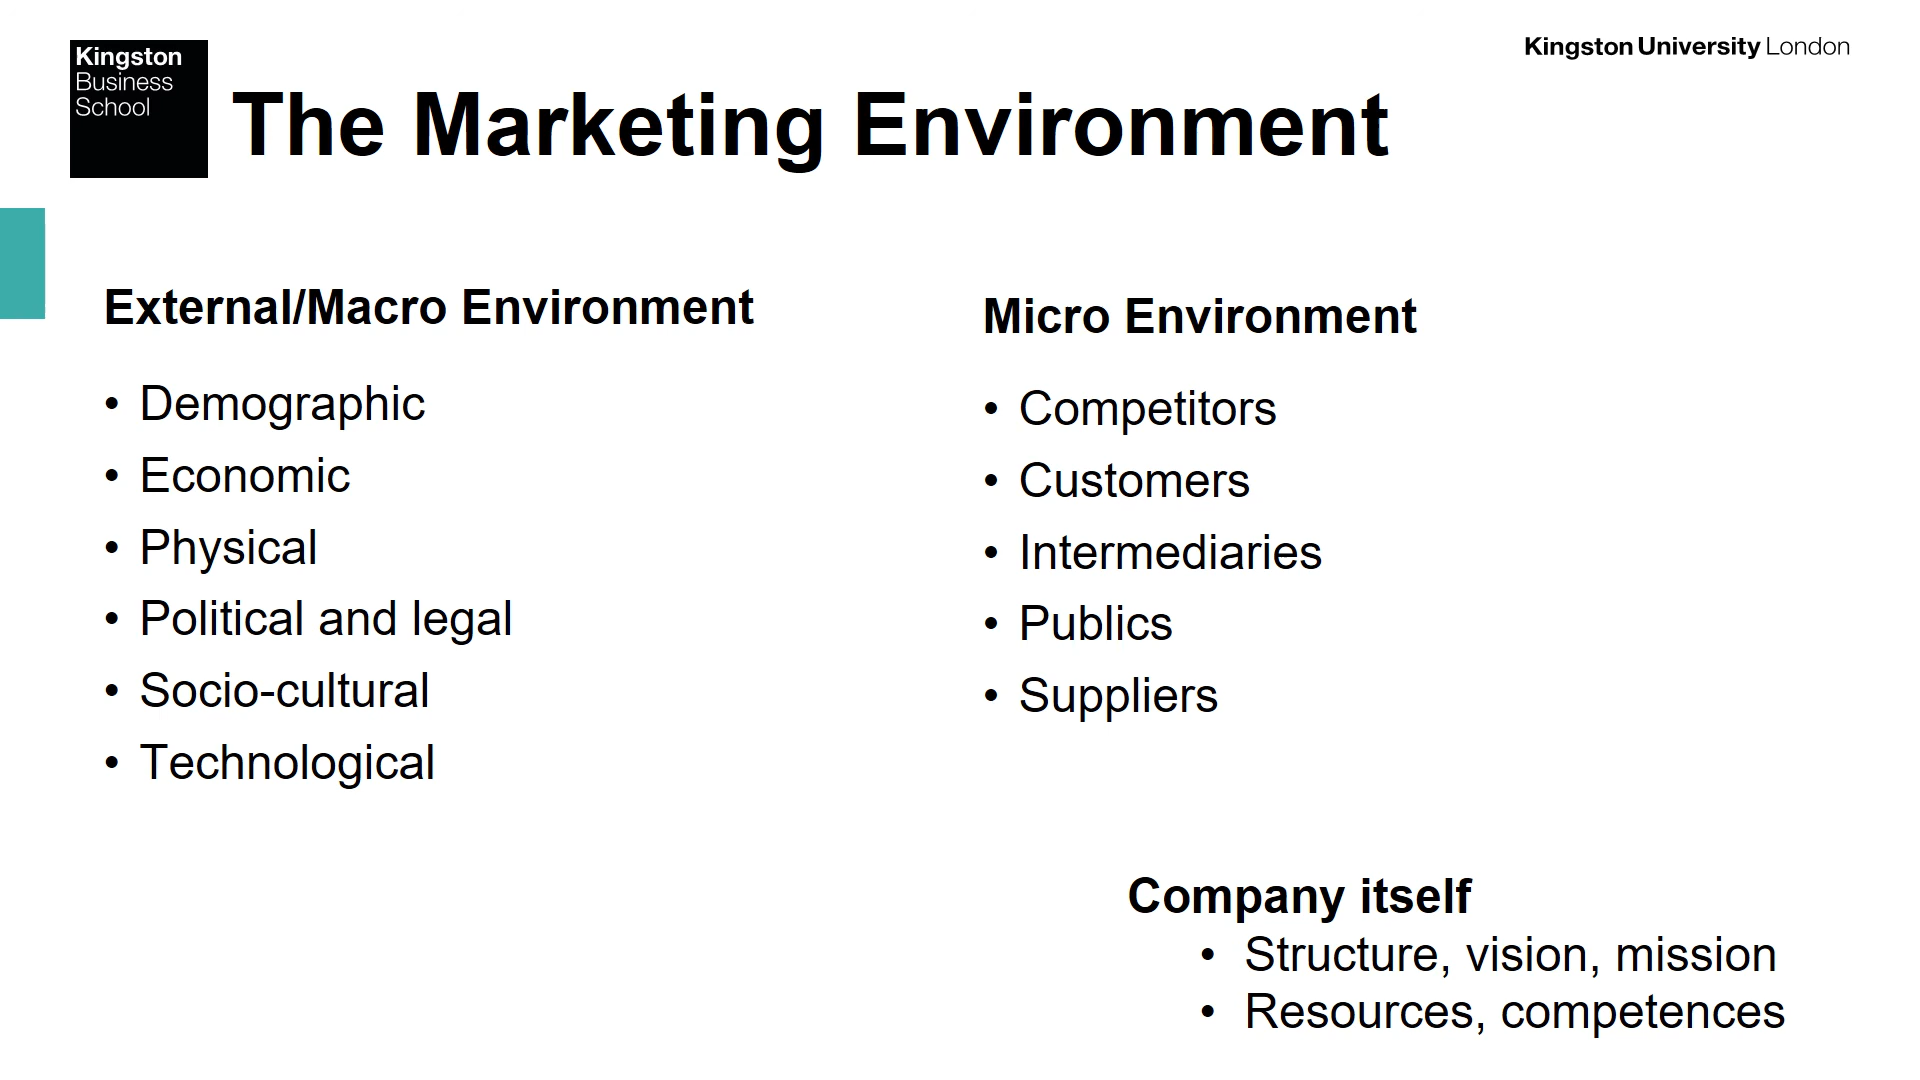 Kingston
Business
School
Kingston University London
The Marketing Environment
External/Macro Environment
• Demographic
• Economic
• Physical
• Political and legal
• Socio-cultural
• Technological
Micro Environment
• Competitors
• Customers
• Intermediaries
• Publics
• Suppliers
Company itself
• Structure, vision, mission
• Resources, competences